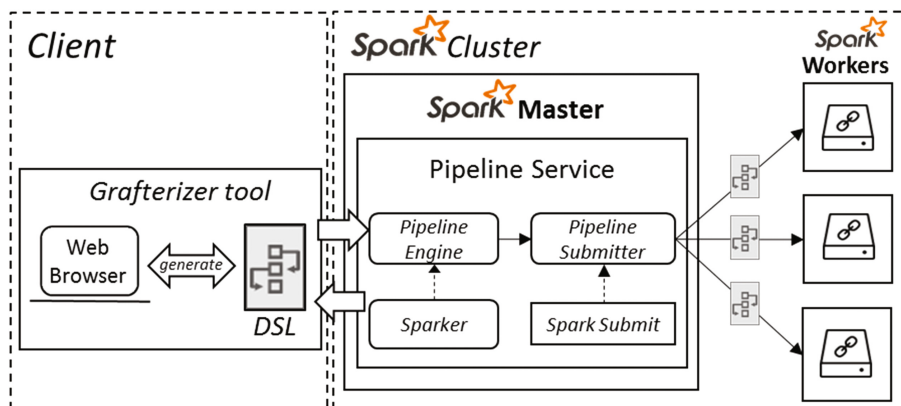 Client
Spark Cluster
Spark
Workers
Spark Master
Pipeline Service
Grafterizer tool
Web
Browser
generate
DSL
Pipeline
Engine
Pipeline
Submitter
Sparker
Spark Submit